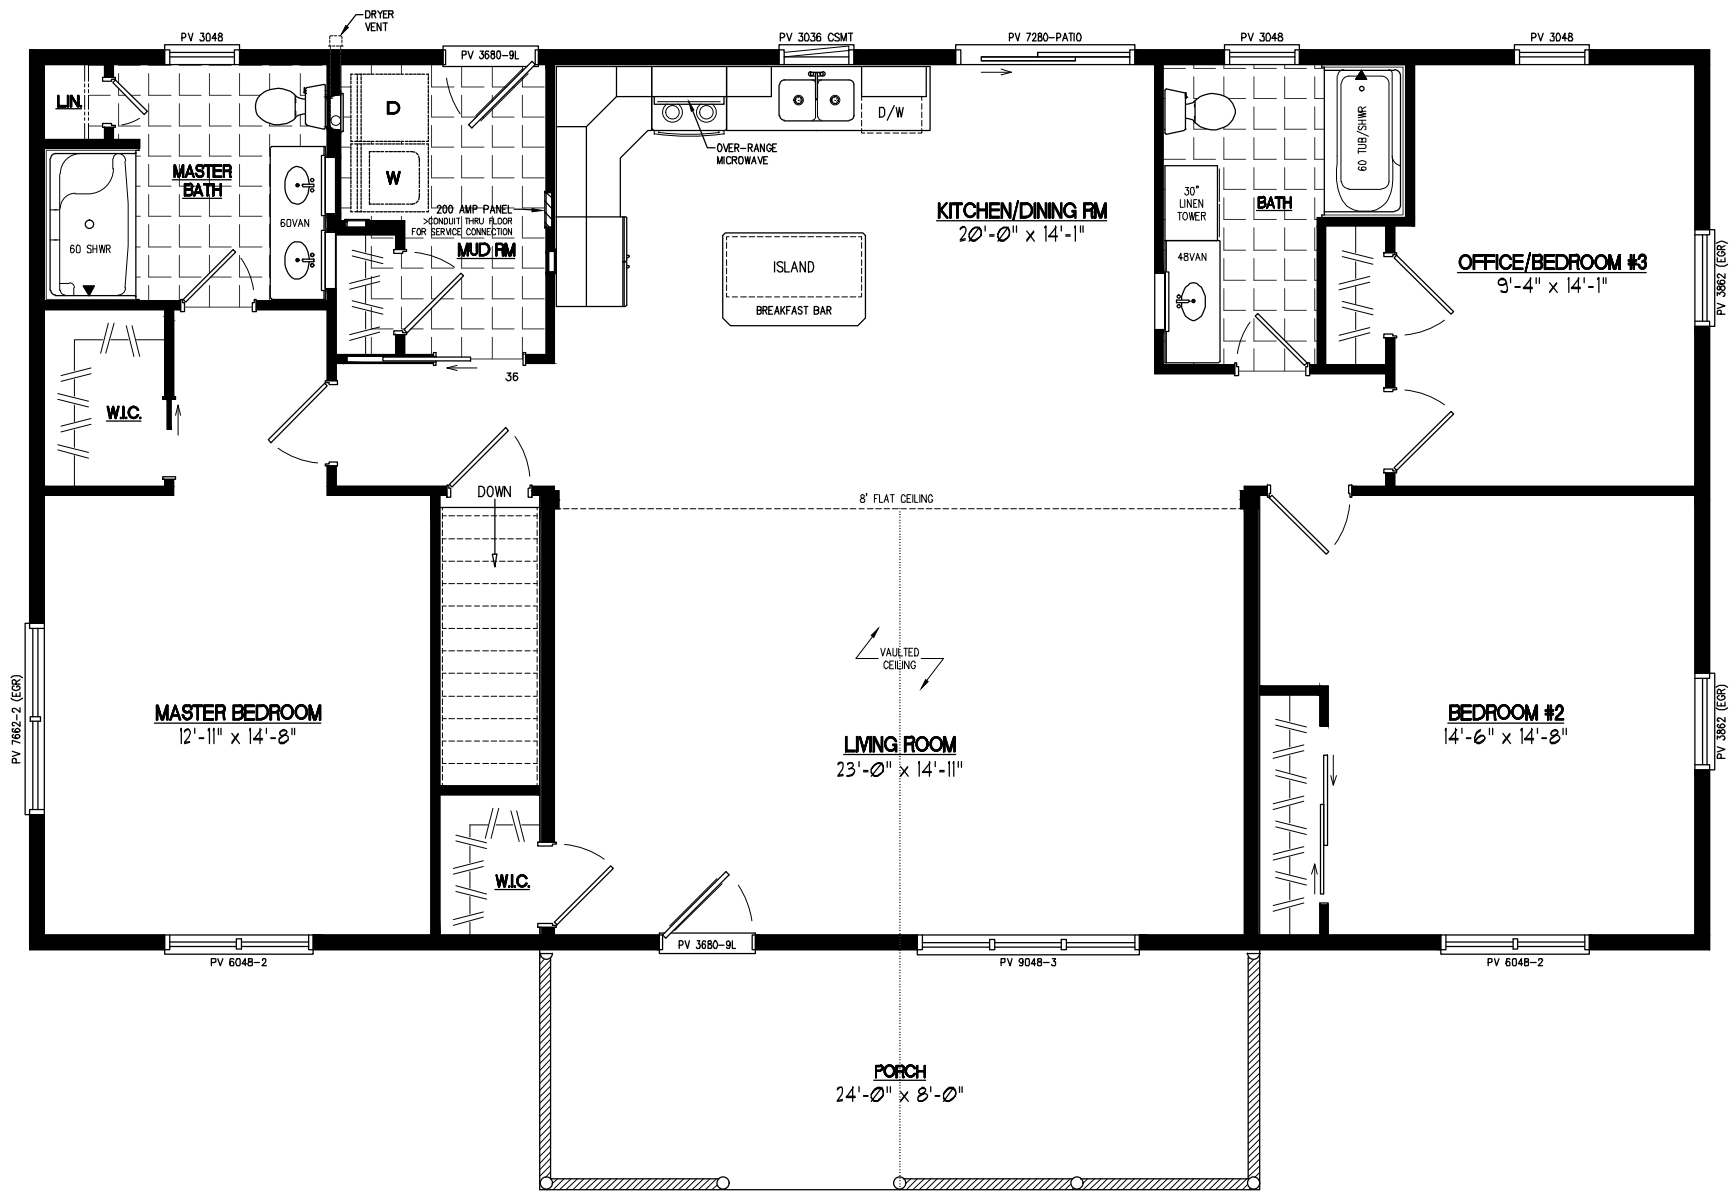 DRYER
VENT
PV 3048
PV 3680-9L
PV 3036 CSMT
PV 7280-PATIO
PV 3048
PV 3048
LIN.
D
W
MASTER
BATH
60VAN
60 SHWR
200 AMP PANEL
>CONDUIT THRU FLOOR
FOR SERVICE CONNECTION
MUD RM
36
OVER-RANGE
MICROWAVE
D/W
KITCHEN/DINING RM
20'-0" x 14'-1"
ISLAND
BREAKFAST BAR
60 TUB/SHWR
30"
LINEN
TOWER
BATH
48VAN
OFFICE/BEDROOM #3
9'-4" x 14'-1"
PV 3862 (EGR)
W.I.C.
DOWN
8' FLAT CEILING
VAULTED
CEILING
MASTER BEDROOM
12'-11" x 14'-8"
PV 7662-2 (EGR)
LIVING ROOM
23'-0" x 14'-11"
BEDROOM #2
14'-6" x 14'-8"
PV 3862 (EGR)
W.I.C.
PV 6048-2
PV 3680-9L
PV 9048-3
PV 6048-2
PORCH
24'-0" x 8'-0"